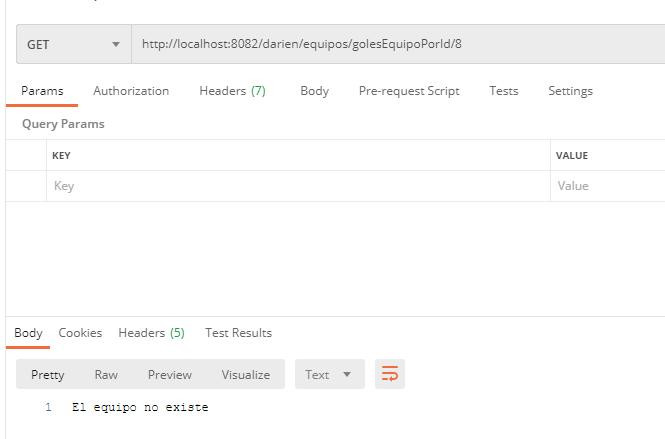 GET http://localhost:8082/darien/equipos/golesEquipoPorId/8
Params Authorization Headers (7) Body Pre-request Script Tests Settings
Query Params
KEY VALUE
Key Value
Body Cookies Headers (5) Test Results
Pretty Raw Preview Visualize Text
1 El equipo no existe